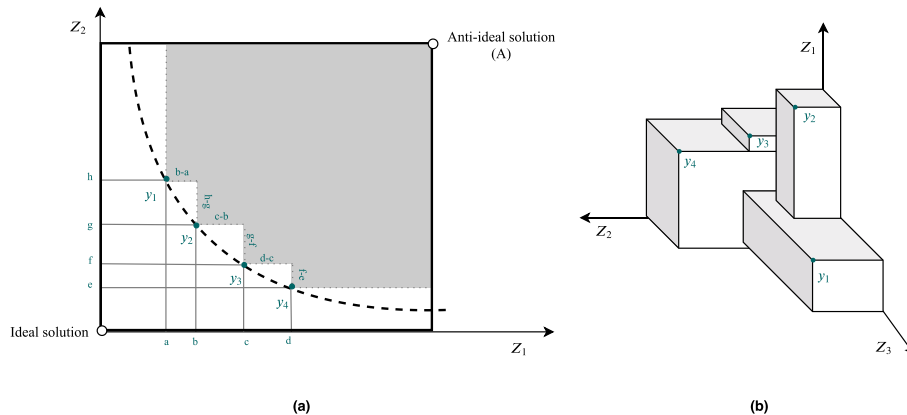 Z2
Anti-ideal solution
(A)
h
g
f
e
b-a
h-g
c-b
g-f
d-c
f-e
y1
y2
y3
y4
Ideal solution
a
b
c
d
Z1
(a)
Z1
y2
y3
y4
Z2
y1
Z3
(b)